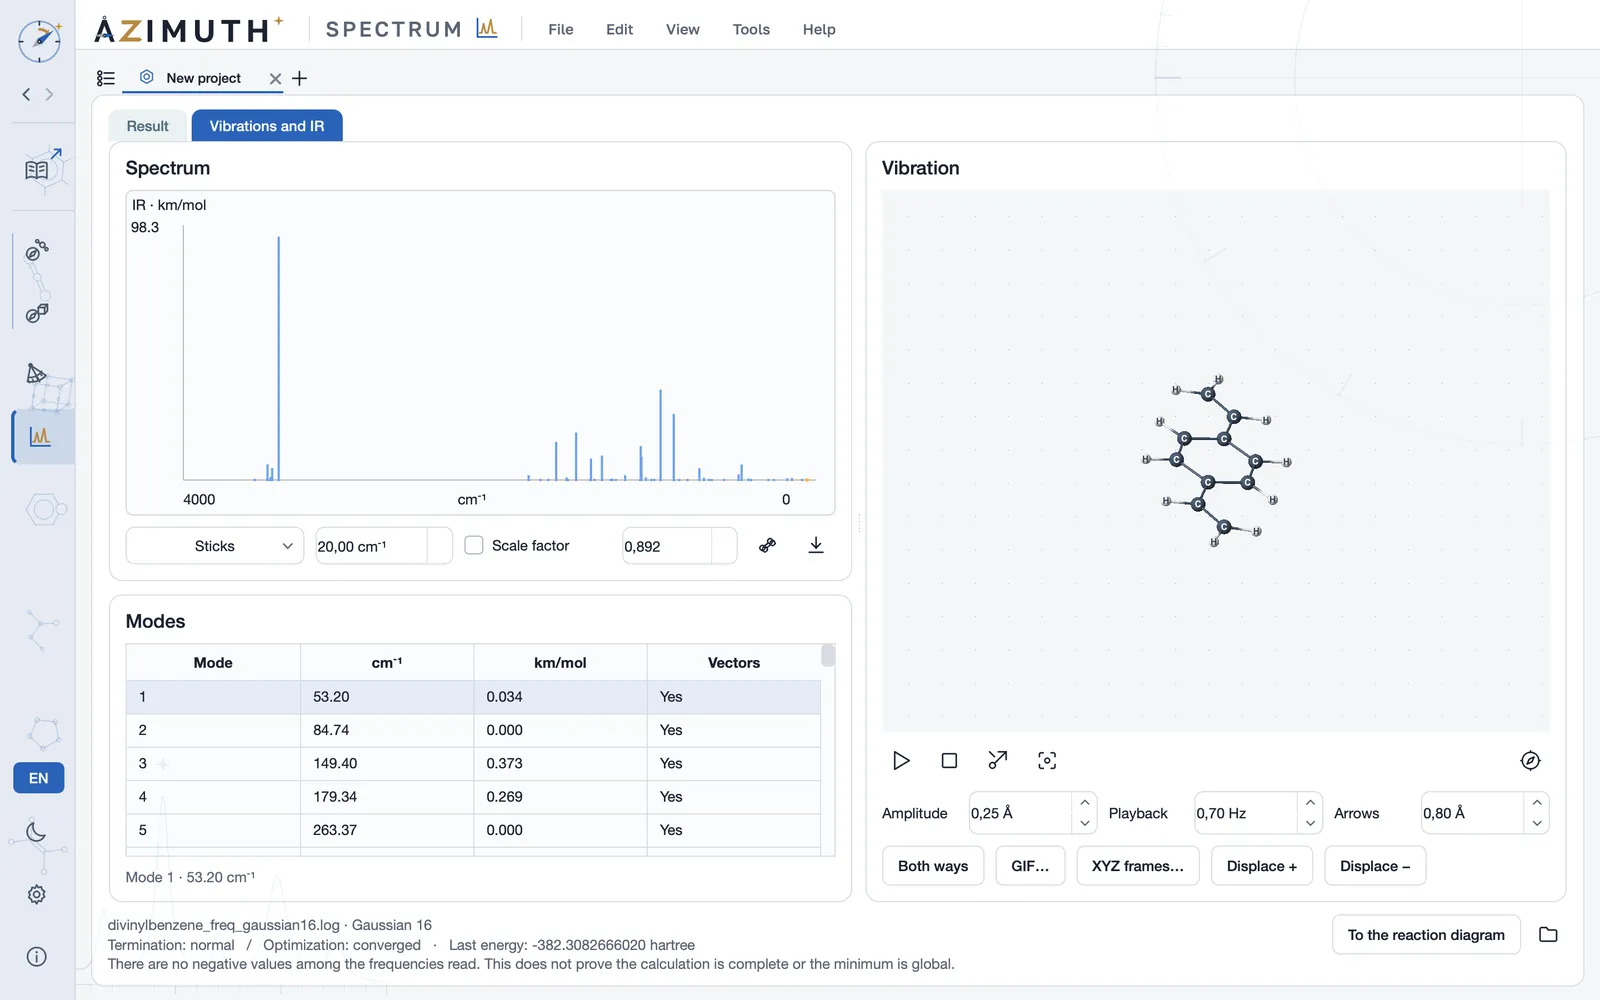 AZIMUTH
SPECTRUM
File Edit View Tools Help
New project
Result
Vibrations and IR
Spectrum
IR · km/mol
98.3
4000 cm⁻¹ 0
Sticks
20,00 cm⁻¹
Scale factor
0,892
Modes
Mode cm⁻¹ km/mol Vectors
1 53.20 0.034 Yes
2 84.74 0.000 Yes
3 149.40 0.373 Yes
4 179.34 0.269 Yes
5 263.37 0.000 Yes
Mode 1 · 53.20 cm⁻¹
Vibration
H
H
C
C
H
H
C
C
H
C
C
H
C
C
H
H
C
C
H
H
Amplitude 0,25 Å Playback 0,70 Hz Arrows 0,80 Å
Both ways GIF... XYZ frames... Displace + Displace –
EN
divinylbenzene_freq_gaussian16.log · Gaussian 16
Termination: normal / Optimization: converged · Last energy: -382.3082666020 hartree
There are no negative values among the frequencies read. This does not prove the calculation is complete or the minimum is global.
To the reaction diagram